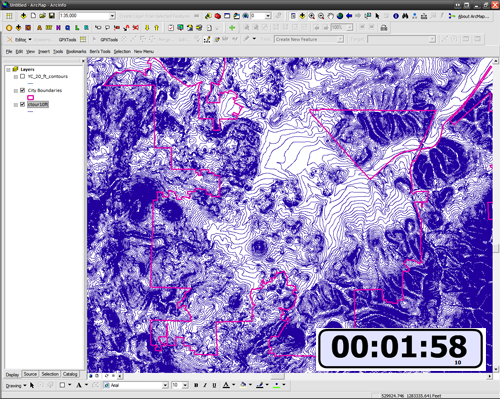 Untitled - ArcMap - ArcInfo
1:35,000
About ArcMap...
Editor
GPXTools
GPXTools
Create New Feature
File Edit View Insert Tools Bookmarks Ben's Tools Selection New Menu
Layers
YC_20_ft_contours
City Boundaries
ctour10ft
00:01:58
10
Display Source Selection Catalog
Drawing
Arial
10
B I U
529924.746 1283335.641 Feet